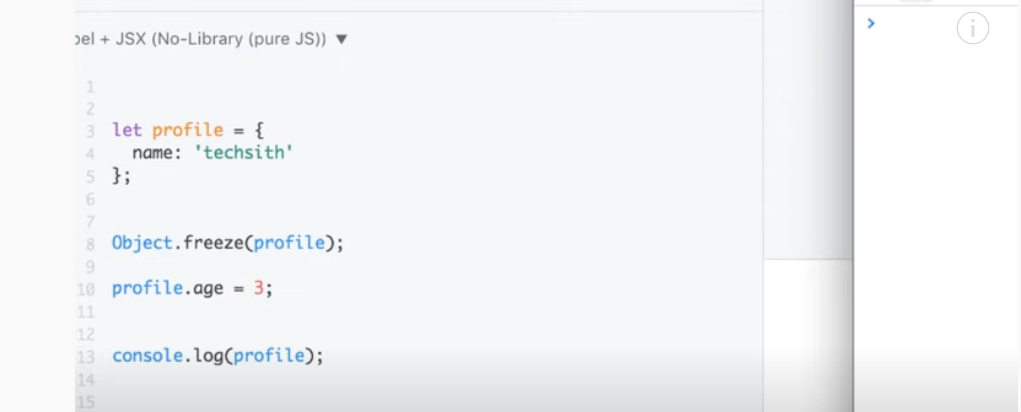 + JSX (No-Library (pure JS)) ▼
1
2
3 let profile = {
4 name: 'techsith'
5 };
6
7
8 Object.freeze(profile);
9
10 profile.age = 3;
11
12
13 console.log(profile);
14
15
>
i